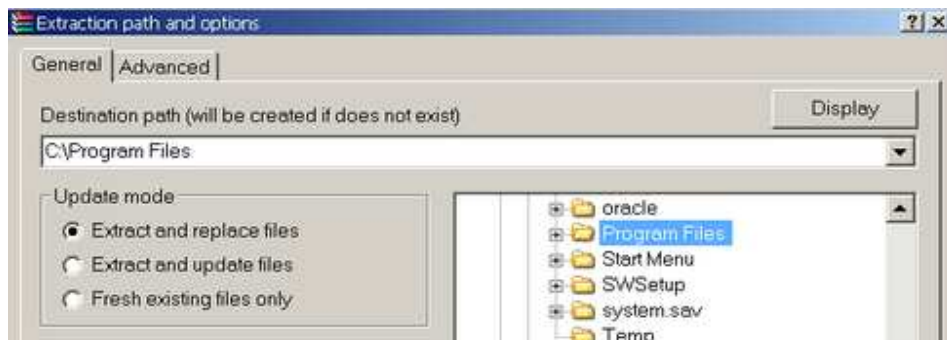 Extraction path and options
General
Advanced
Destination path (will be created if does not exist)
Display
C:\Program Files
Update mode
Extract and replace files
Extract and update files
Fresh existing files only
oracle
Program Files
Start Menu
SWSetup
system.sav
Temp